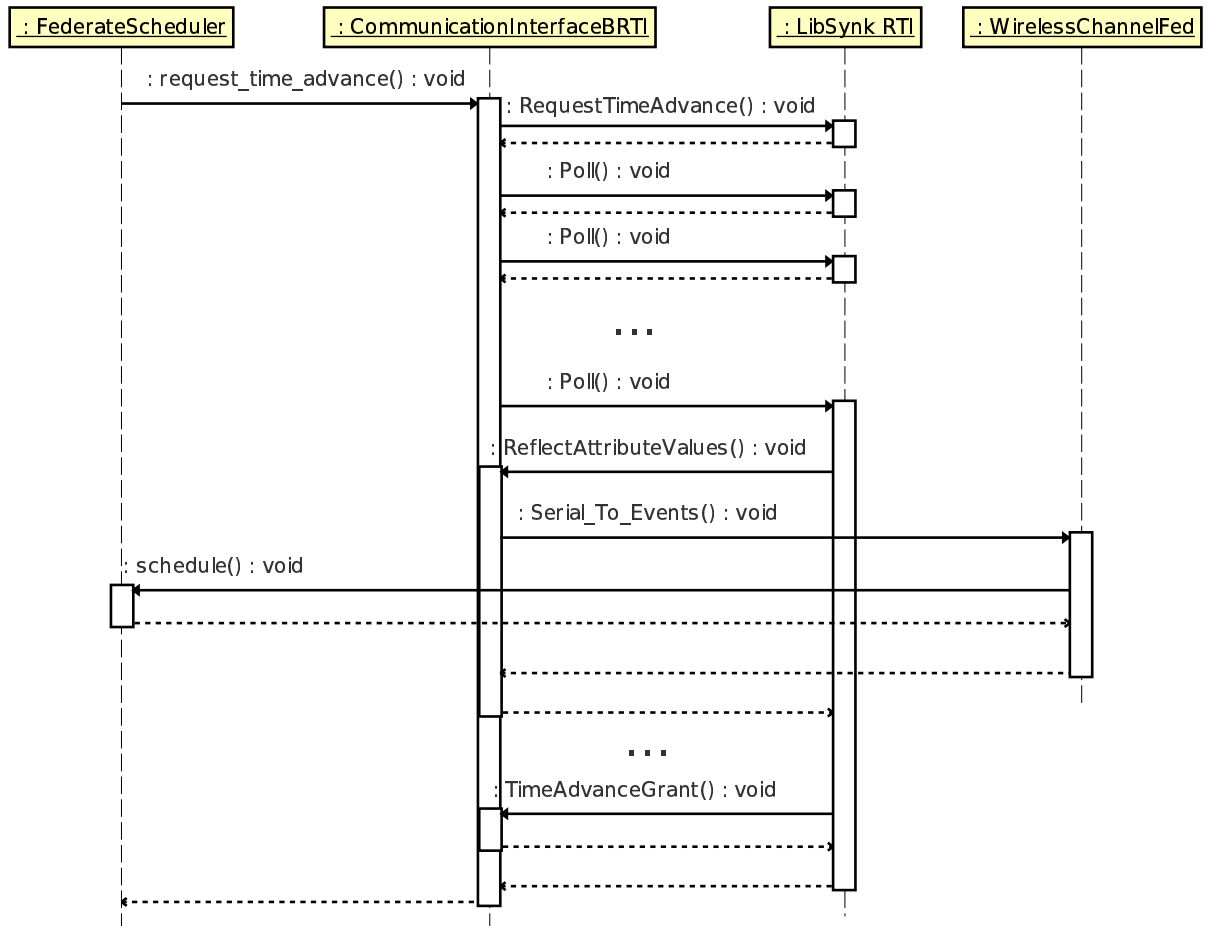 : FederateScheduler
: CommunicationInterfaceBRTI
: LibSynk RTI
: WirelessChannelFed
: request_time_advance() : void
: RequestTimeAdvance() : void
: Poll() : void
: Poll() : void
...
: Poll() : void
: ReflectAttributeValues() : void
: Serial_To_Events() : void
: schedule() : void
...
: TimeAdvanceGrant() : void